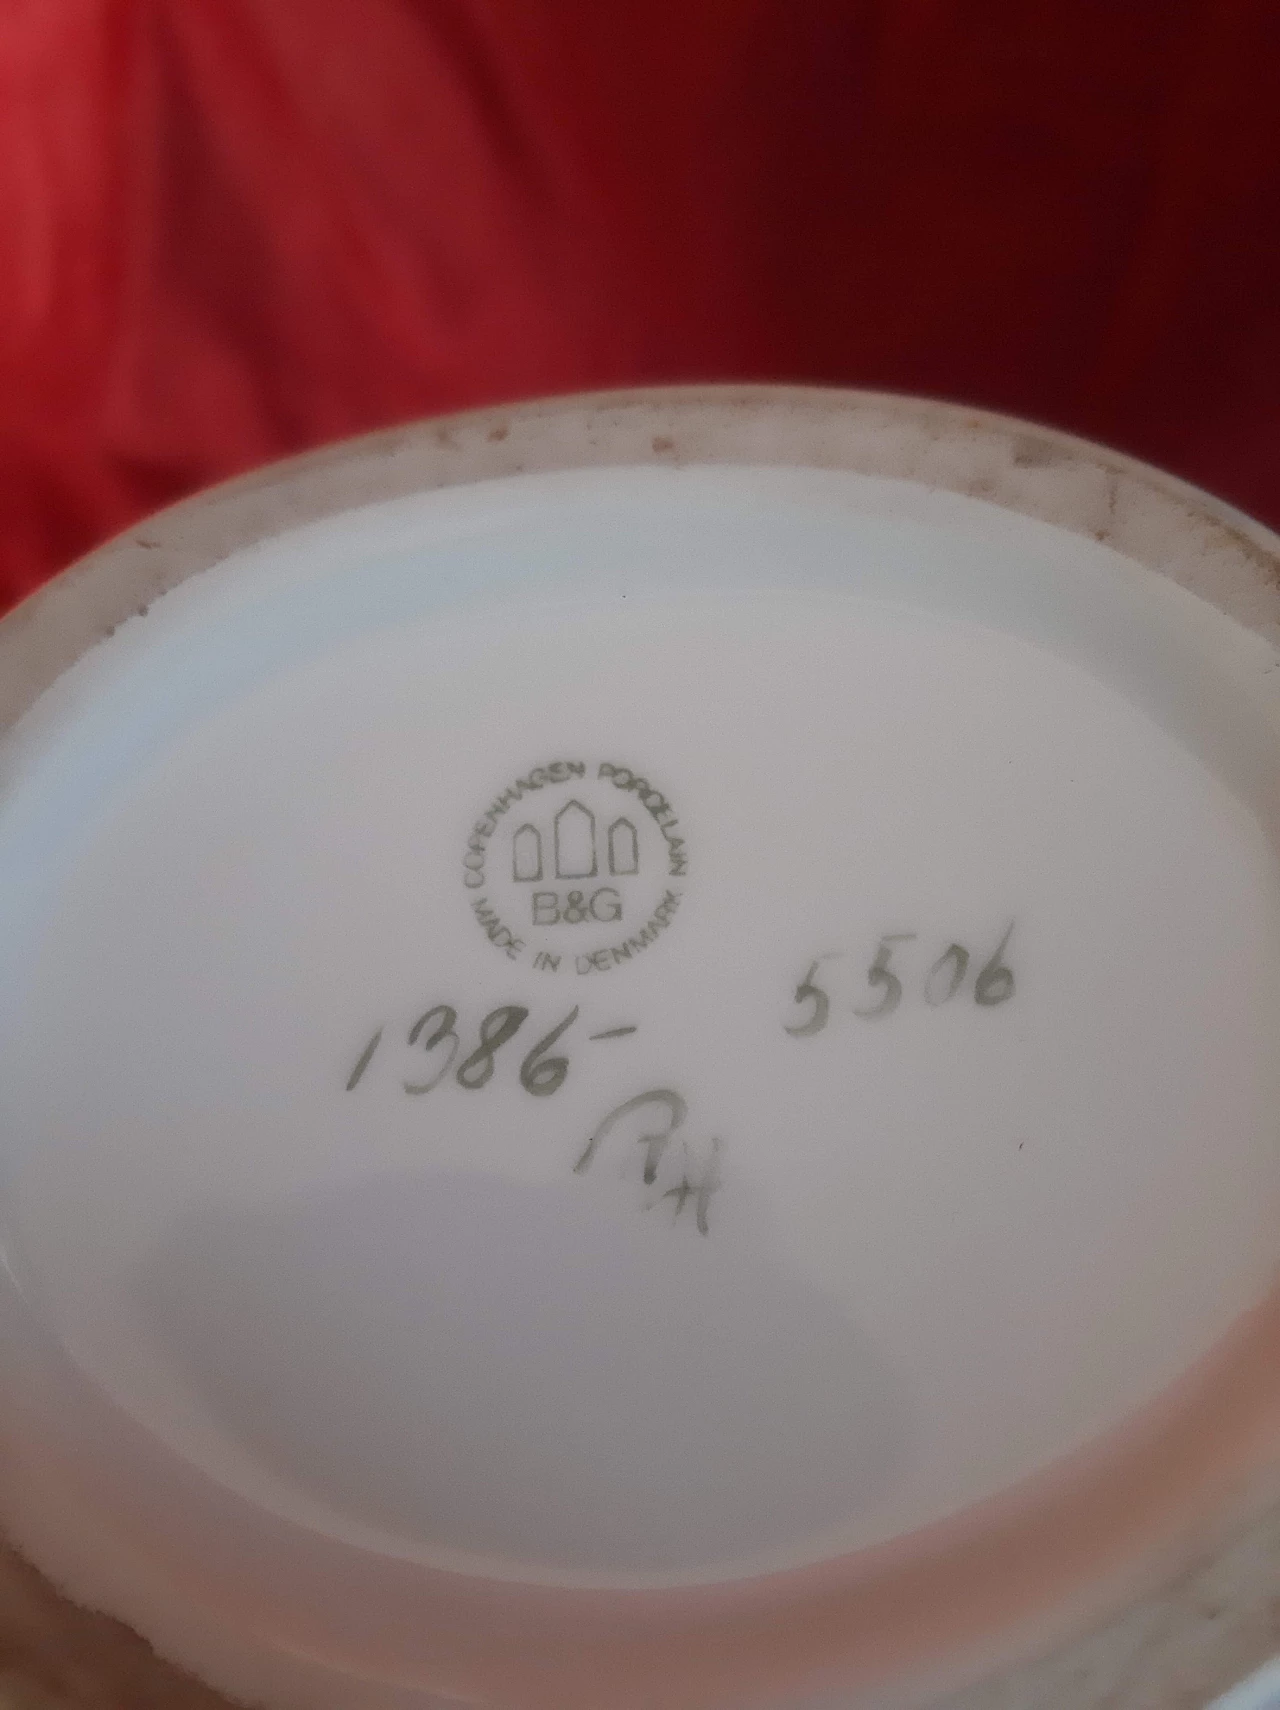 COPENHAGEN PORCELAIN
B&G
MADE IN DENMARK
1386- 5506